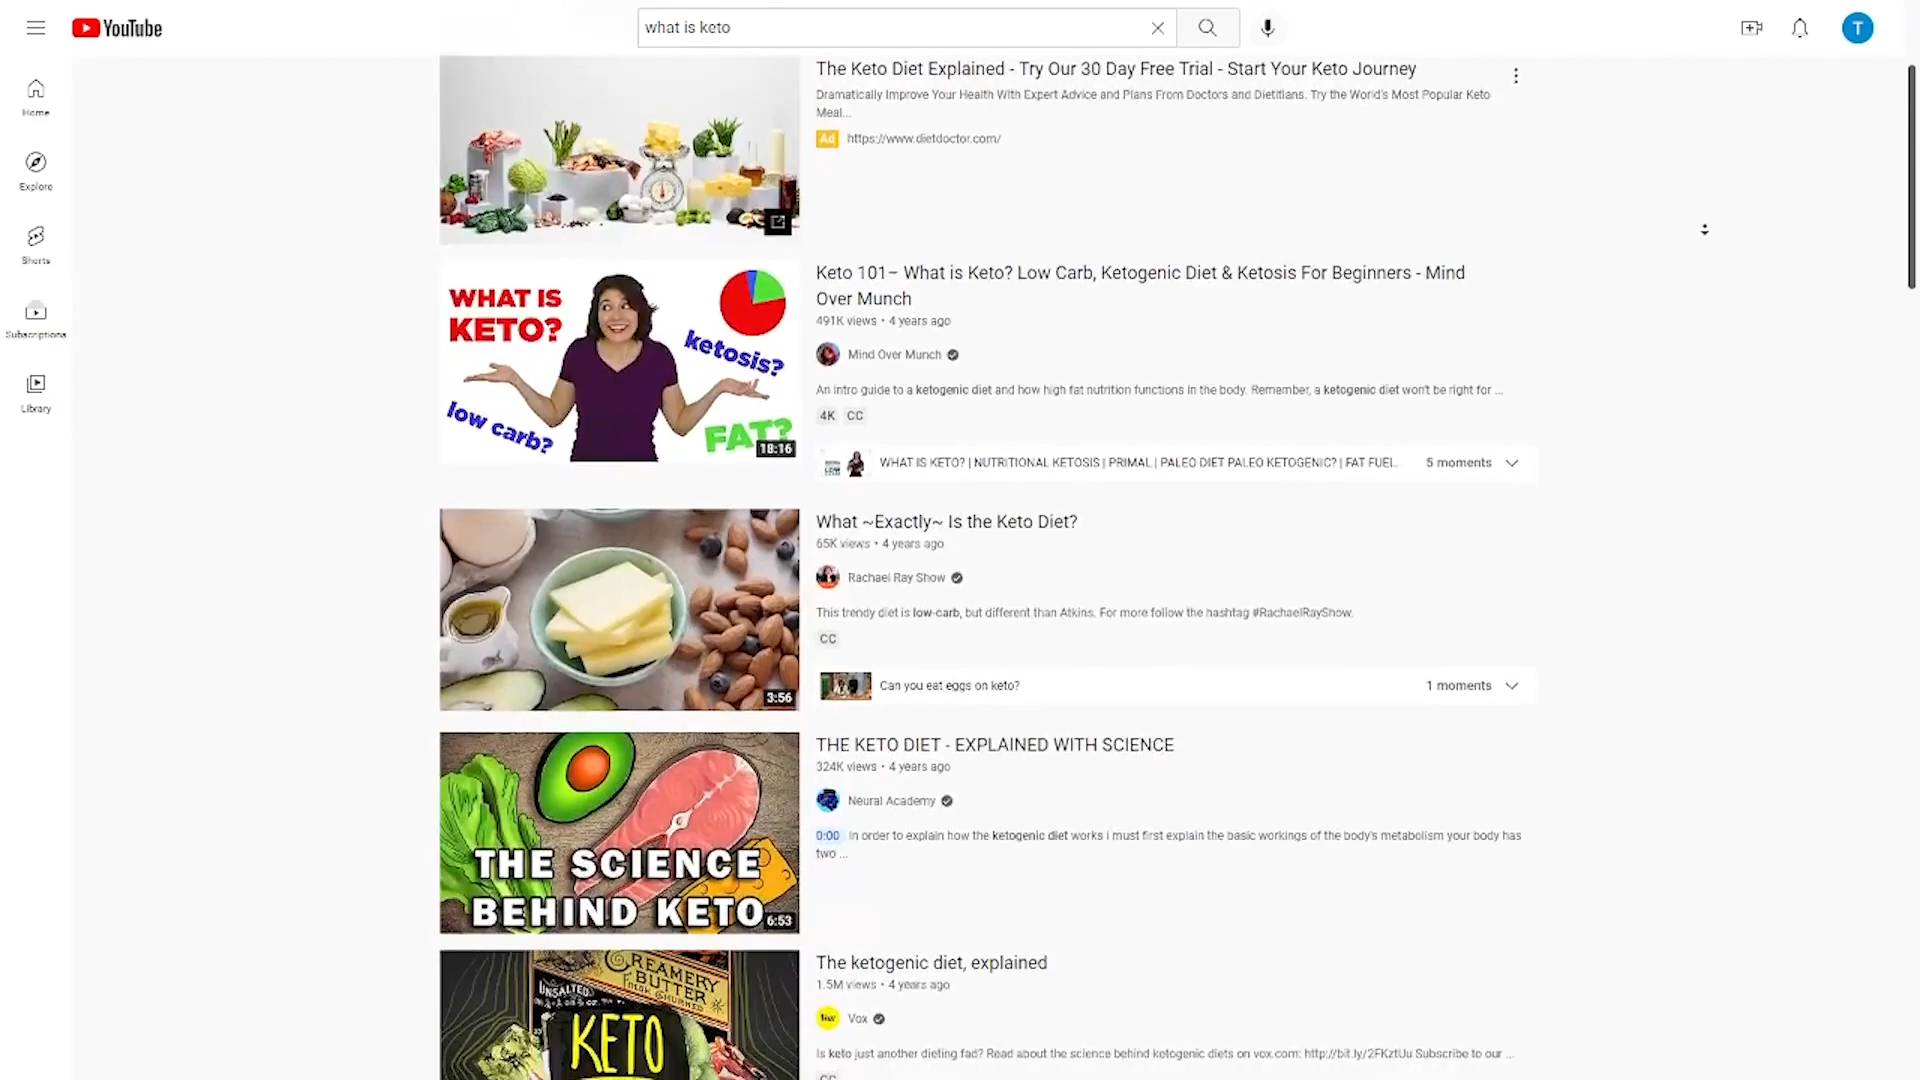 YouTube
what is keto
T
Home
Explore
Shorts
Subscriptions
Library
The Keto Diet Explained - Try Our 30 Day Free Trial - Start Your Keto Journey
Dramatically Improve Your Health With Expert Advice and Plans From Doctors and Dietitians. Try the World's Most Popular Keto
Meal...
Ad https://www.dietdoctor.com/
WHAT IS
KETO?
ketosis?
low carb?
FAT?
18:16
Keto 101– What is Keto? Low Carb, Ketogenic Diet & Ketosis For Beginners - Mind
Over Munch
491K views • 4 years ago
Mind Over Munch
An intro guide to a ketogenic diet and how high fat nutrition functions in the body. Remember, a ketogenic diet won't be right for ...
4K CC
WHAT IS KETO? | NUTRITIONAL KETOSIS | PRIMAL | PALEO DIET PALEO KETOGENIC? | FAT FUEL... 5 moments
3:56
What ~Exactly~ Is the Keto Diet?
65K views • 4 years ago
Rachael Ray Show
This trendy diet is low-carb, but different than Atkins. For more follow the hashtag #RachaelRayShow.
CC
Can you eat eggs on keto? 1 moments
THE SCIENCE
BEHIND KETO
6:53
THE KETO DIET - EXPLAINED WITH SCIENCE
324K views • 4 years ago
Neural Academy
0:00 In order to explain how the ketogenic diet works i must first explain the basic workings of the body's metabolism your body has
two ...
CREAMERY
BUTTER
FRESH CHURNED
UNSALTED
KETO
The ketogenic diet, explained
1.5M views • 4 years ago
Vox
Is keto just another dieting fad? Read about the science behind ketogenic diets on vox.com: http://bit.ly/2FKztUu Subscribe to our ...
CC